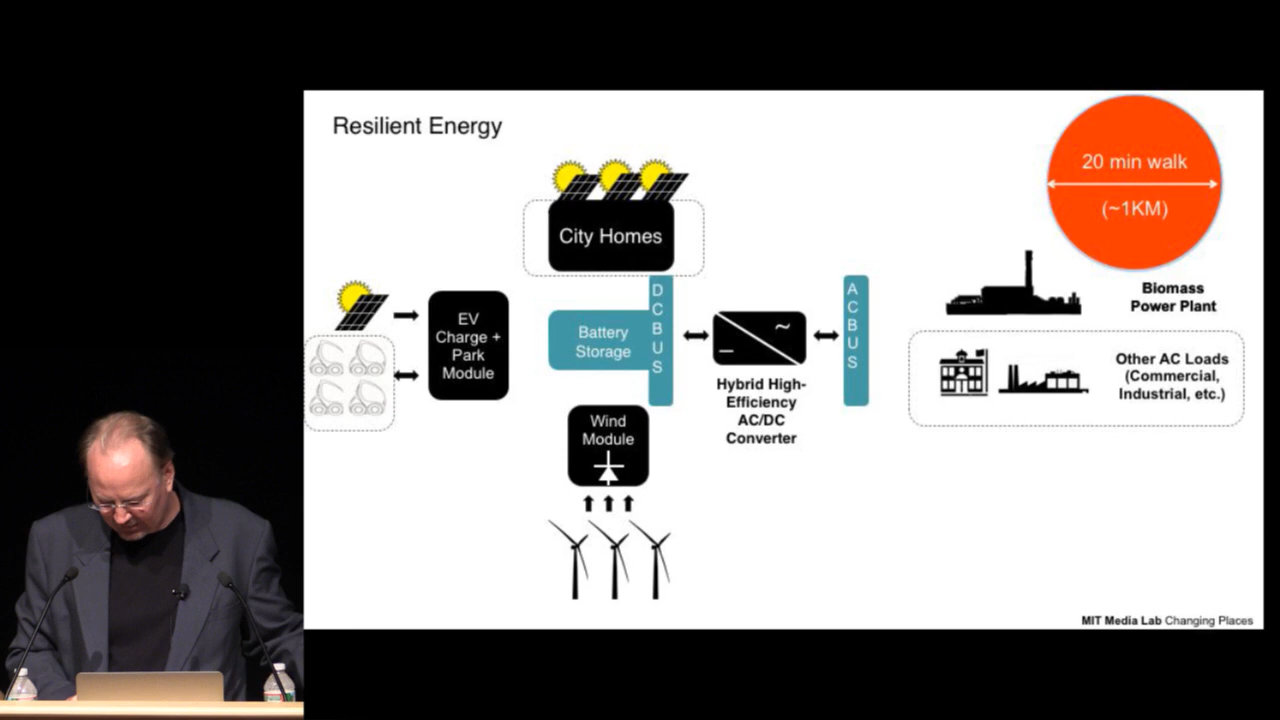 Resilient Energy
20 min walk
(~1KM)
City Homes
EV
Charge +
Park
Module
Battery
Storage
D
C
B
U
S
A
C
B
U
S
Biomass
Power Plant
Other AC Loads
(Commercial,
Industrial, etc.)
Hybrid High-
Efficiency
AC/DC
Converter
Wind
Module
MIT Media Lab Changing Places